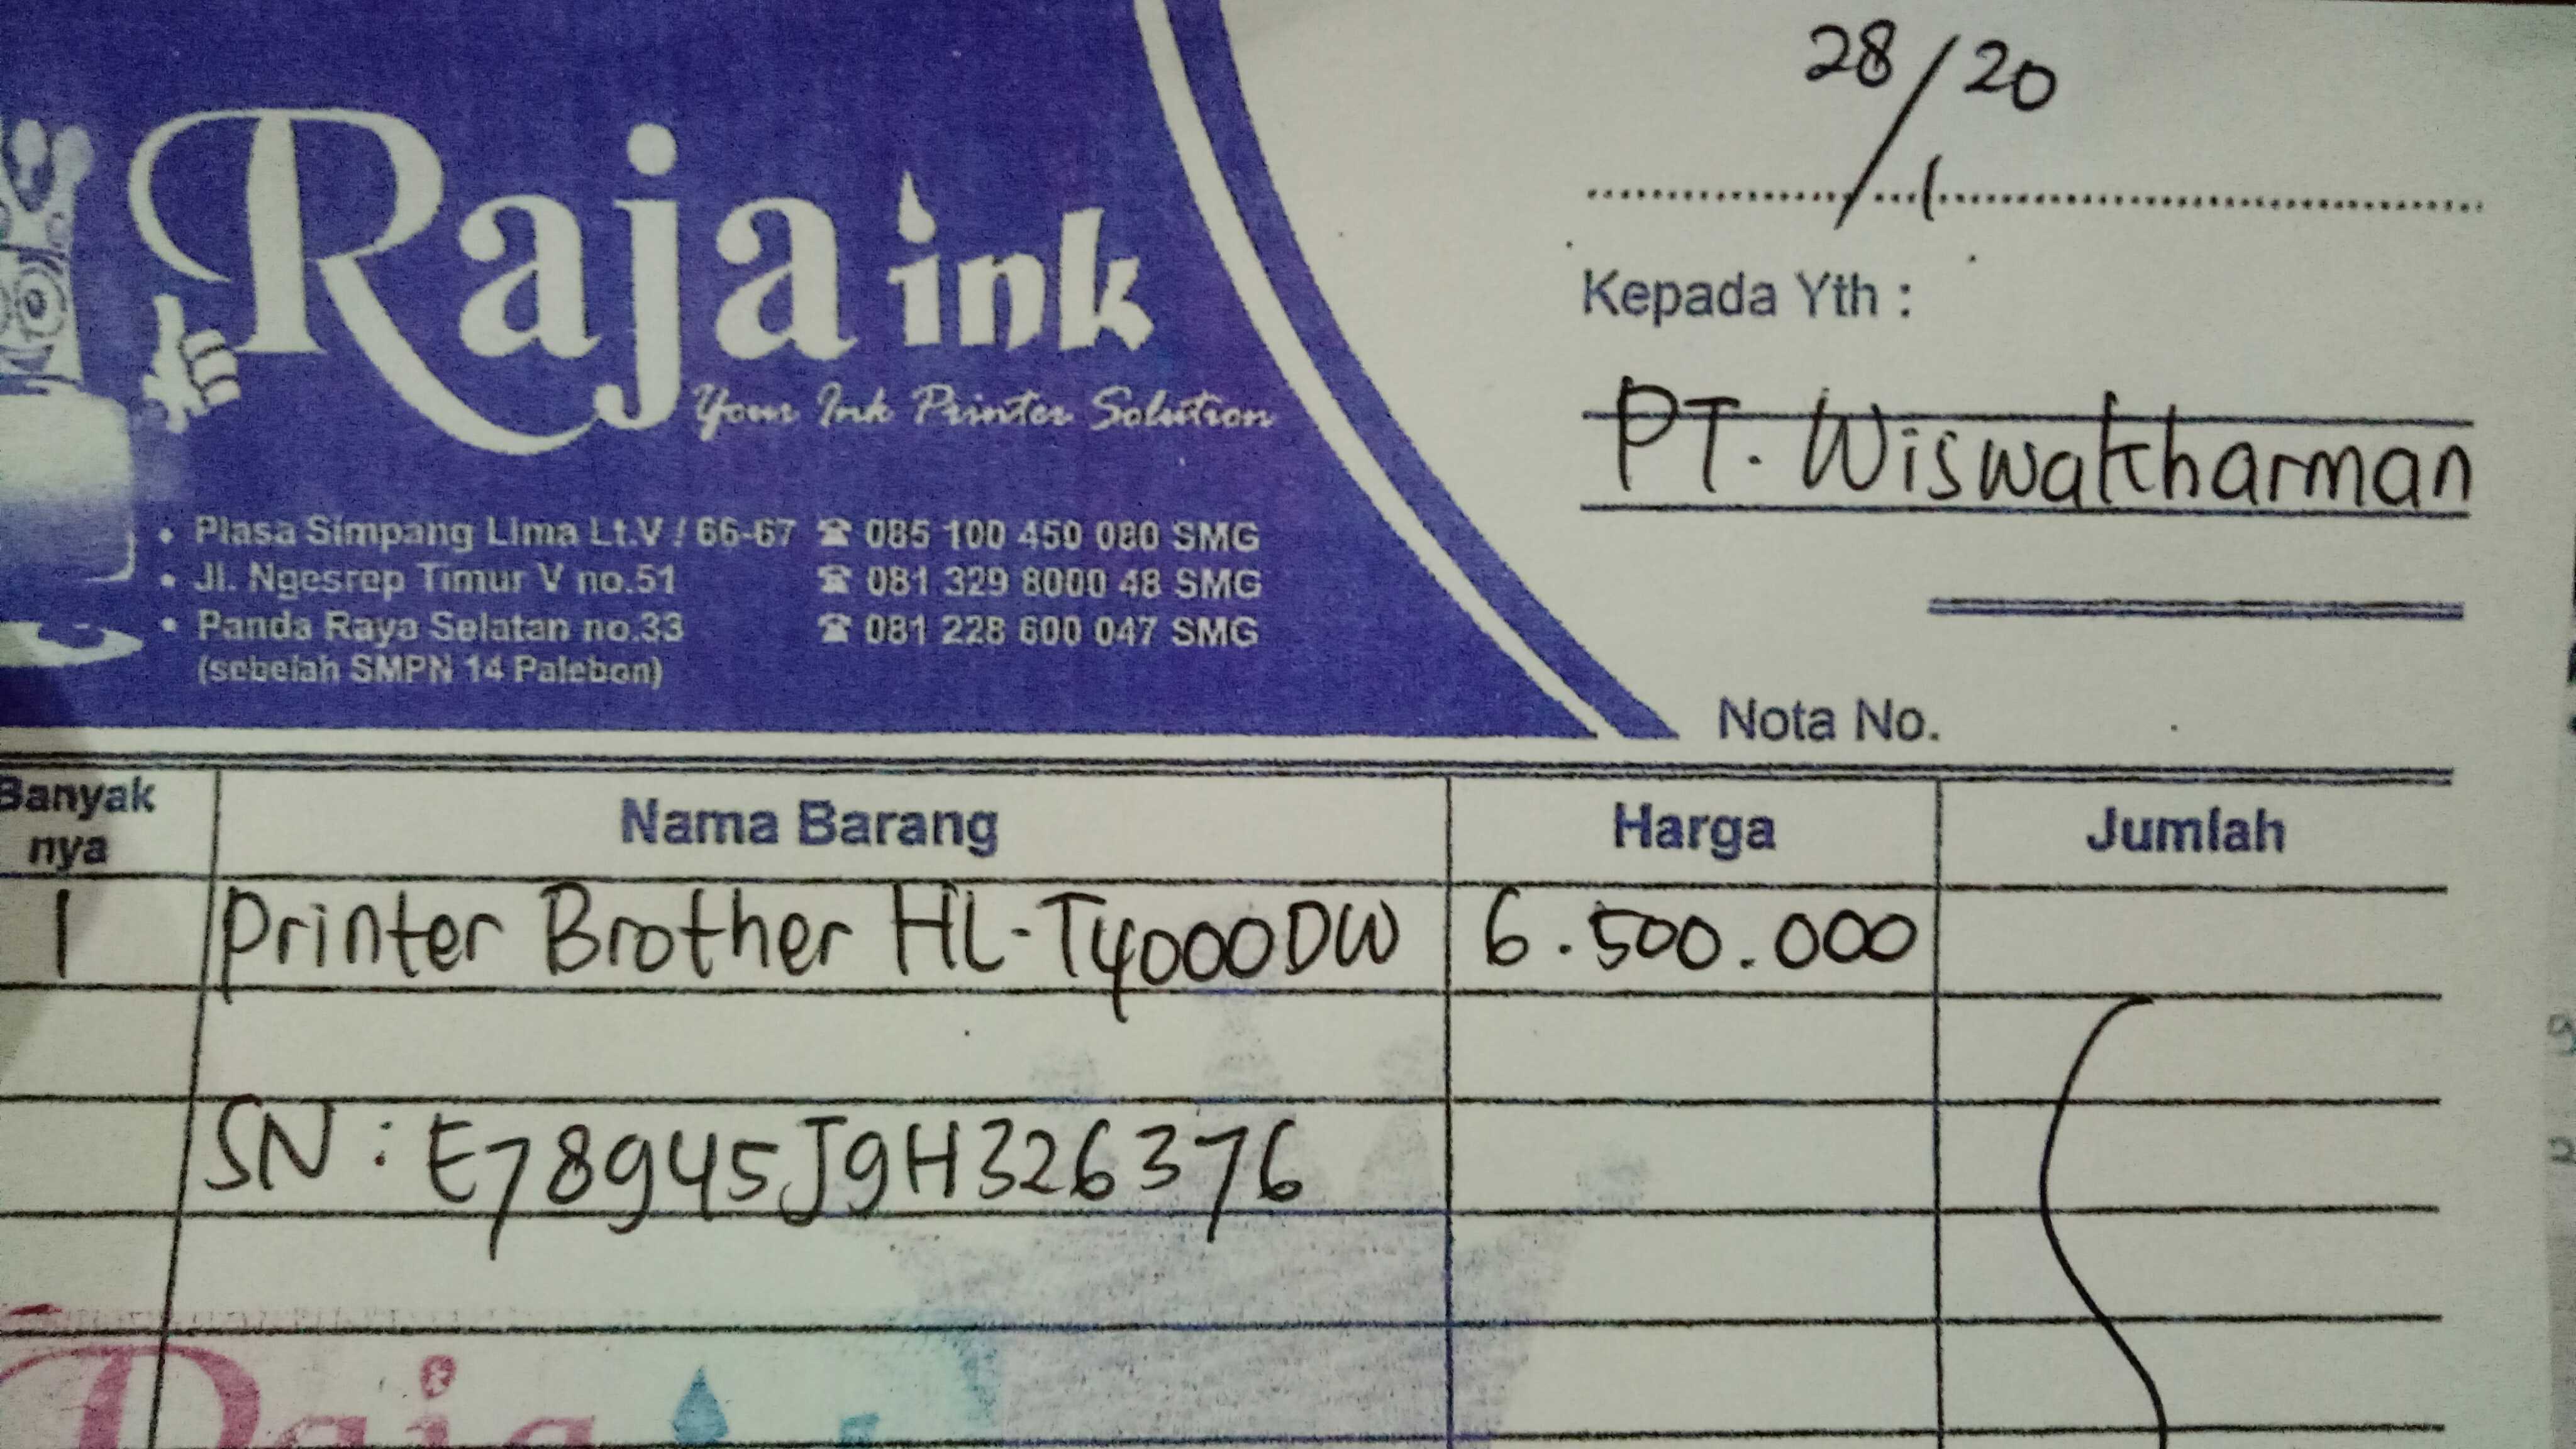 28/1 20
Raja ink
Your Ink Printer Solution
Kepada Yth :
PT. Wiswakharman
• Plasa Simpang Lima Lt.V / 66-67 ☎ 085 100 450 080 SMG
• Jl. Ngesrep Timur V no.51 ☎ 081 329 8000 48 SMG
• Panda Raya Selatan no.33 ☎ 081 228 600 047 SMG
(sebelah SMPN 14 Palebon)
Nota No.
Banyak nya Nama Barang Harga Jumlah
1 Printer Brother HL-T4000DW 6.500.000
SN : E78945J9H326376
Raja